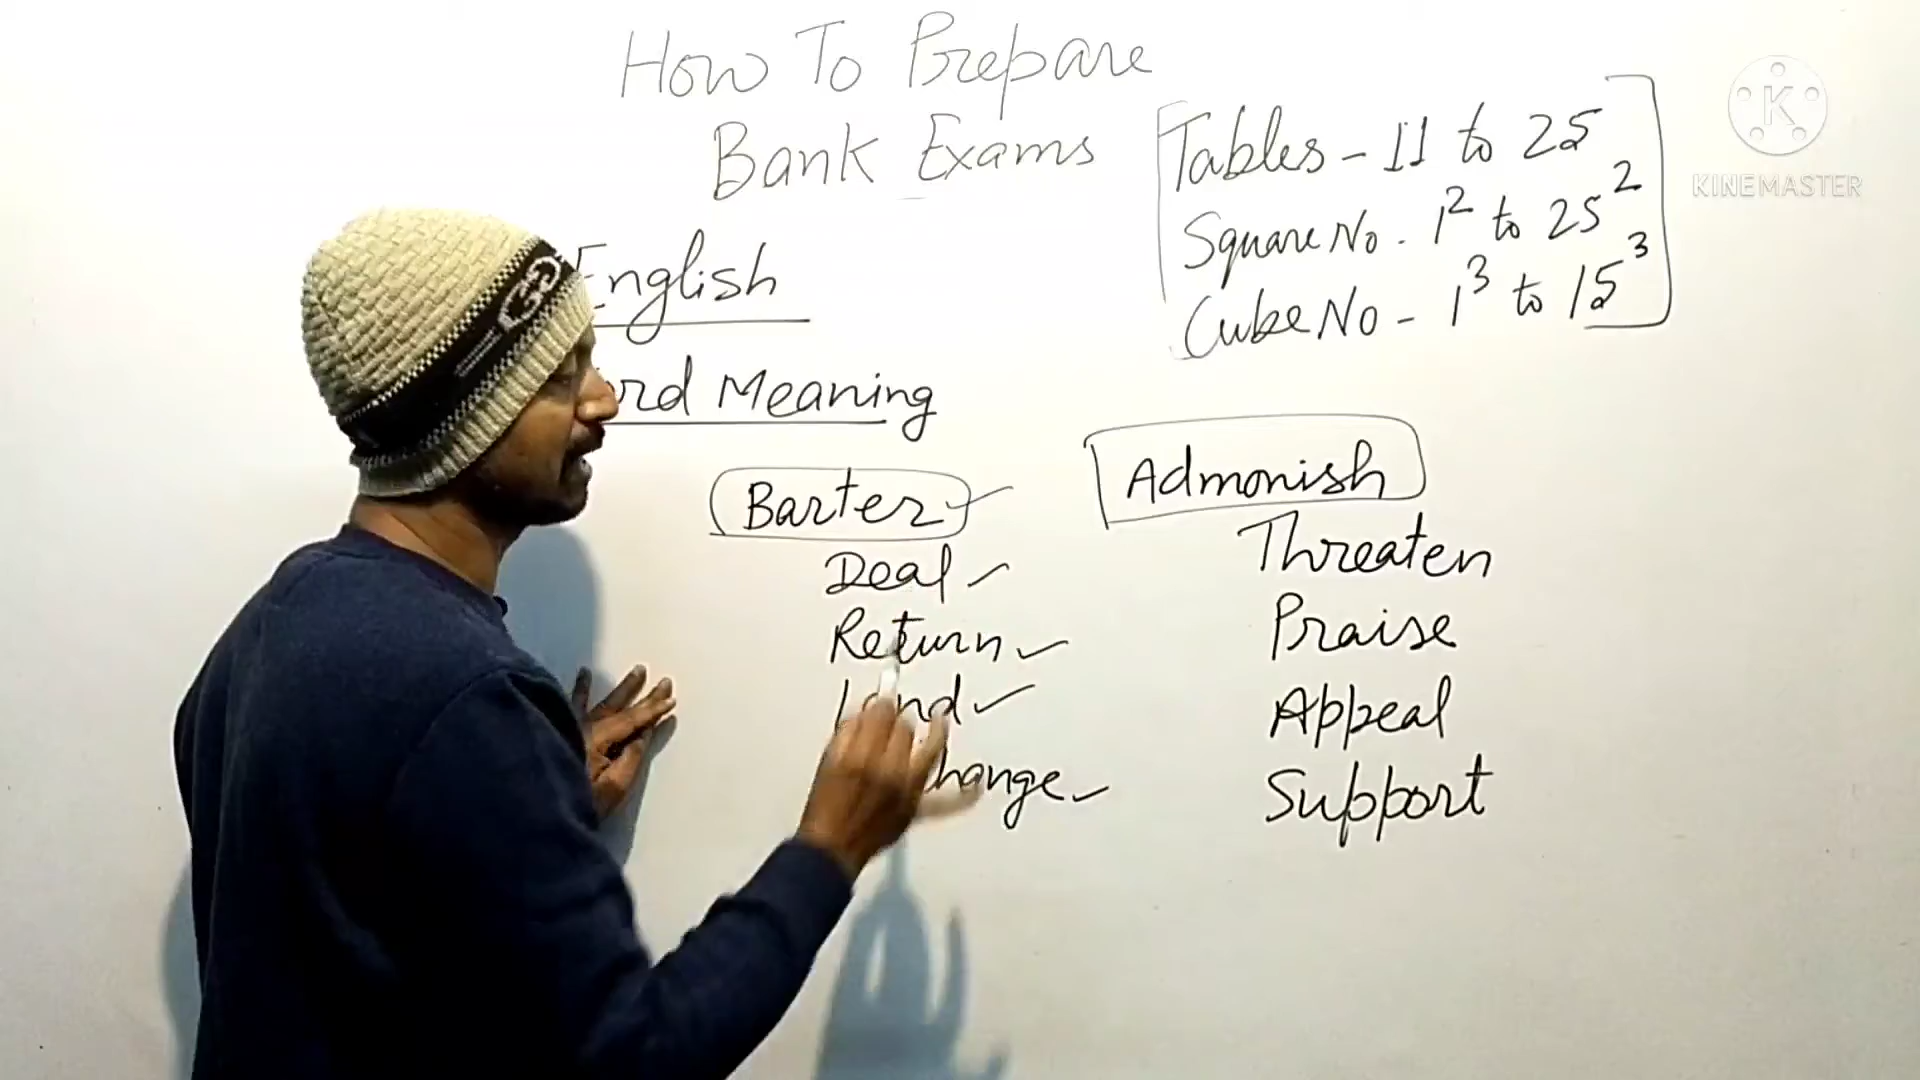 How To Prepare
Bank Exams
Tables - 11 to 25
Square No. 1² to 25²
Cube No - 1³ to 15³
KINEMASTER
English
Meaning
Barter
Deal
Return
Lend
Admonish
Threaten
Praise
Appeal
Support